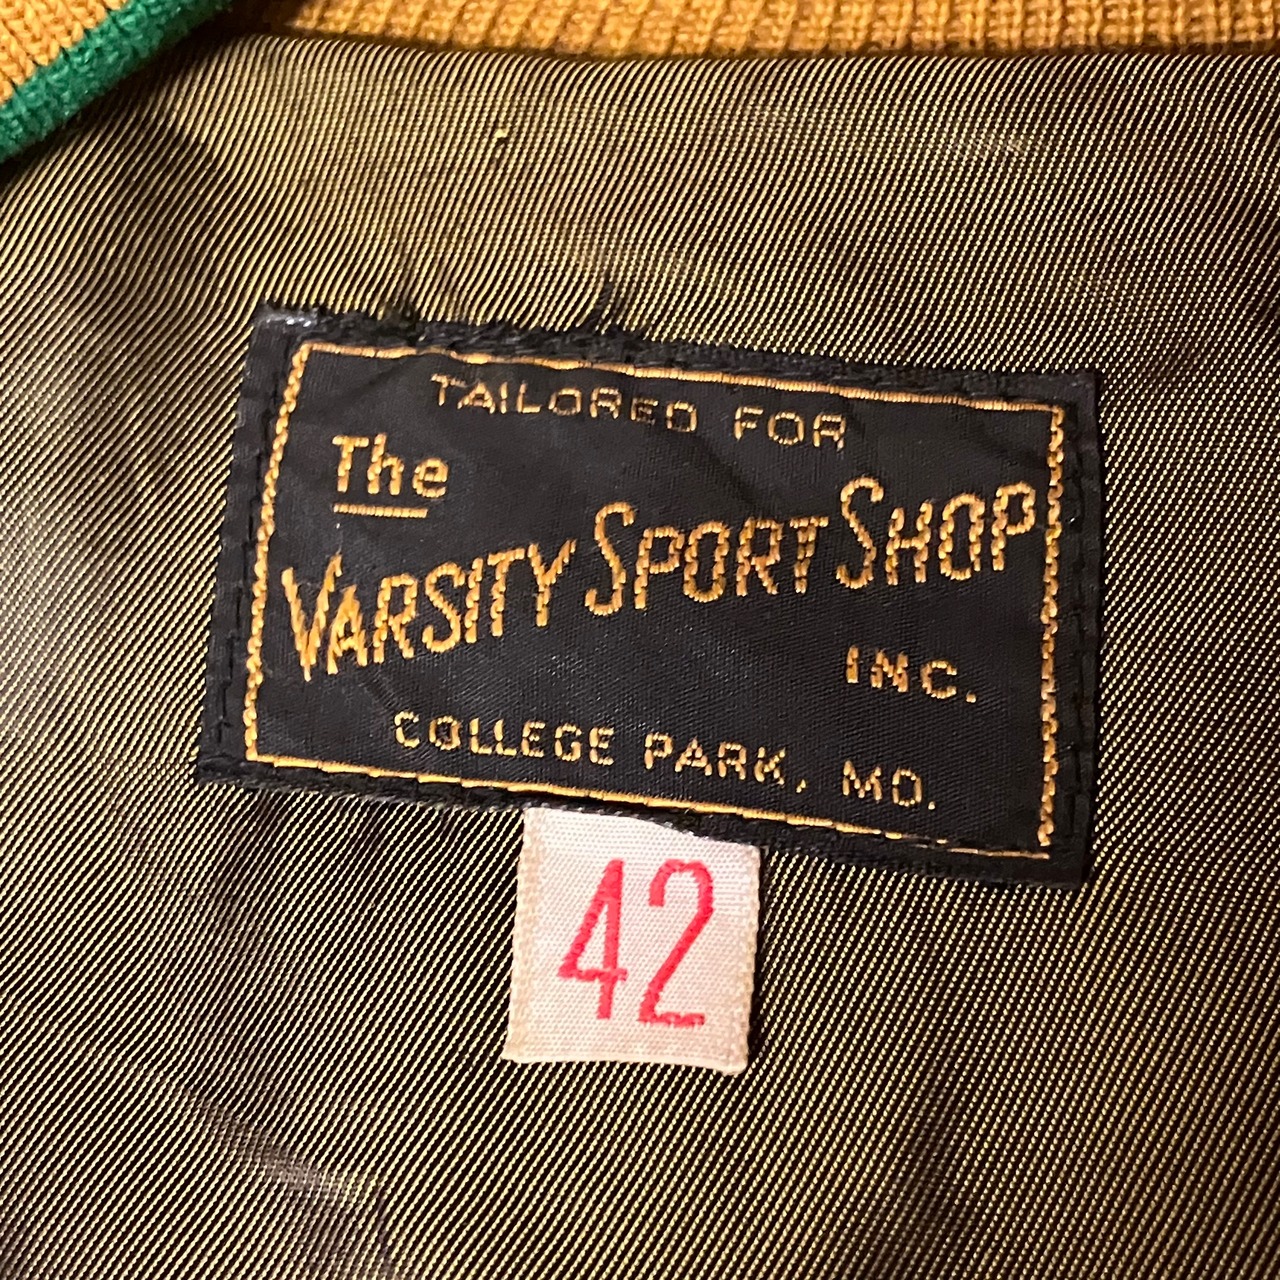 TAILORED FOR
The
VARSITY SPORT SHOP
INC.
COLLEGE PARK, MD.
42